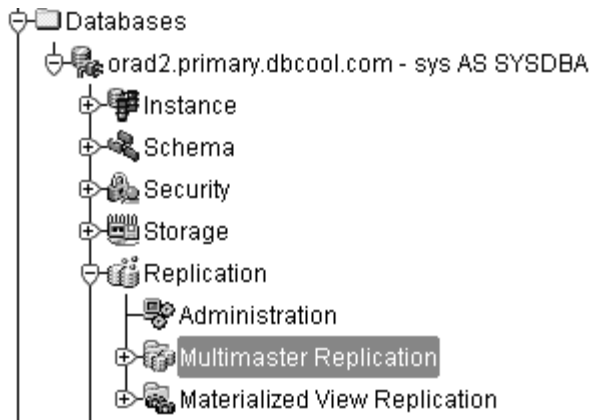 Databases
orad2.primary.dbcool.com - sys AS SYSDBA
Instance
Schema
Security
Storage
Replication
Administration
Multimaster Replication
Materialized View Replication